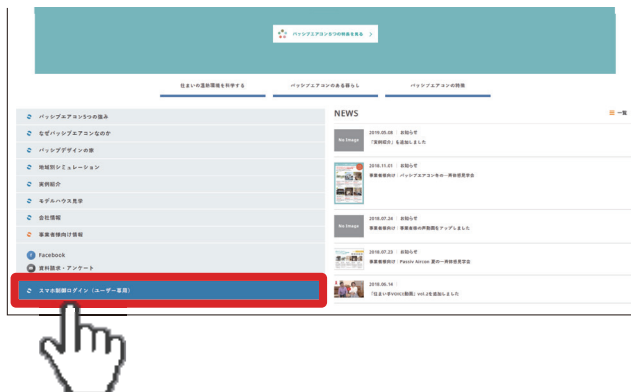 パッシブエアコン5つの利点を見る
住まいの温熱環境を科学する
パッシブエアコンのある暮らし
パッシブエアコンの特徴
パッシブエアコン5つの強み
なぜパッシブエアコンなのか
パッシブデザインの家
地域別シミュレーション
実例紹介
モデルハウス見学
会社情報
事業者様向け情報
Facebook
資料請求・アンケート
スマホ制御ログイン（ユーザー専用）
NEWS
一覧
No Image
2019.05.08 お知らせ
「実例紹介」を追加しました
2018.11.01 お知らせ
事業者様向け：パッシブエアコン冬の一斉体感見学会
No Image
2018.07.24 お知らせ
事業者様向け：事業者様の声動画をアップしました
2018.07.23 お知らせ
事業者様向け：Passiv Aircon 夏の一斉体感見学会
2018.06.14
「住まい手VOICE動画」vol.2を追加しました